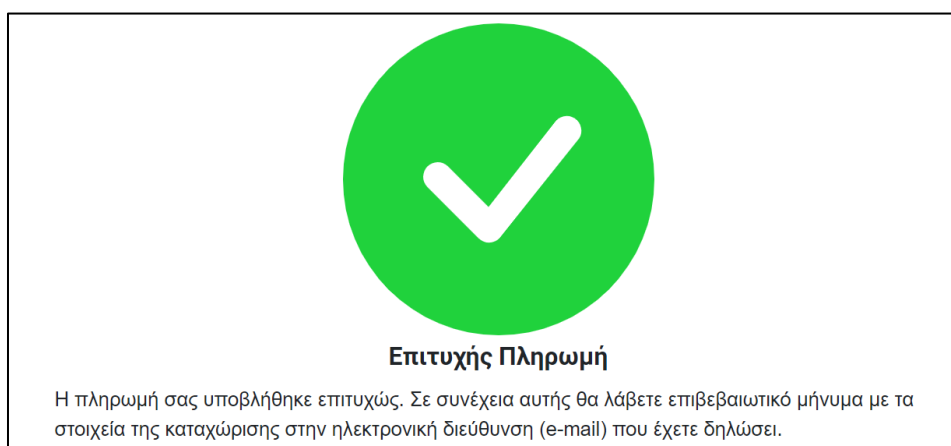 Επιτυχής Πληρωμή
Η πληρωμή σας υποβλήθηκε επιτυχώς. Σε συνέχεια αυτής θα λάβετε επιβεβαιωτικό μήνυμα με τα
στοιχεία της καταχώρισης στην ηλεκτρονική διεύθυνση (e-mail) που έχετε δηλώσει.